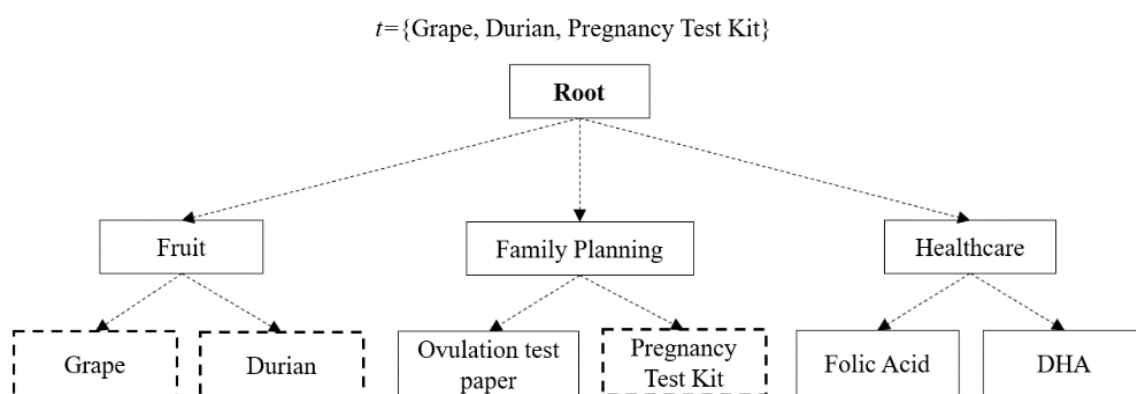 t={Grape, Durian, Pregnancy Test Kit}
Root
Fruit
Family Planning
Healthcare
Grape
Durian
Ovulation test
paper
Pregnancy
Test Kit
Folic Acid
DHA